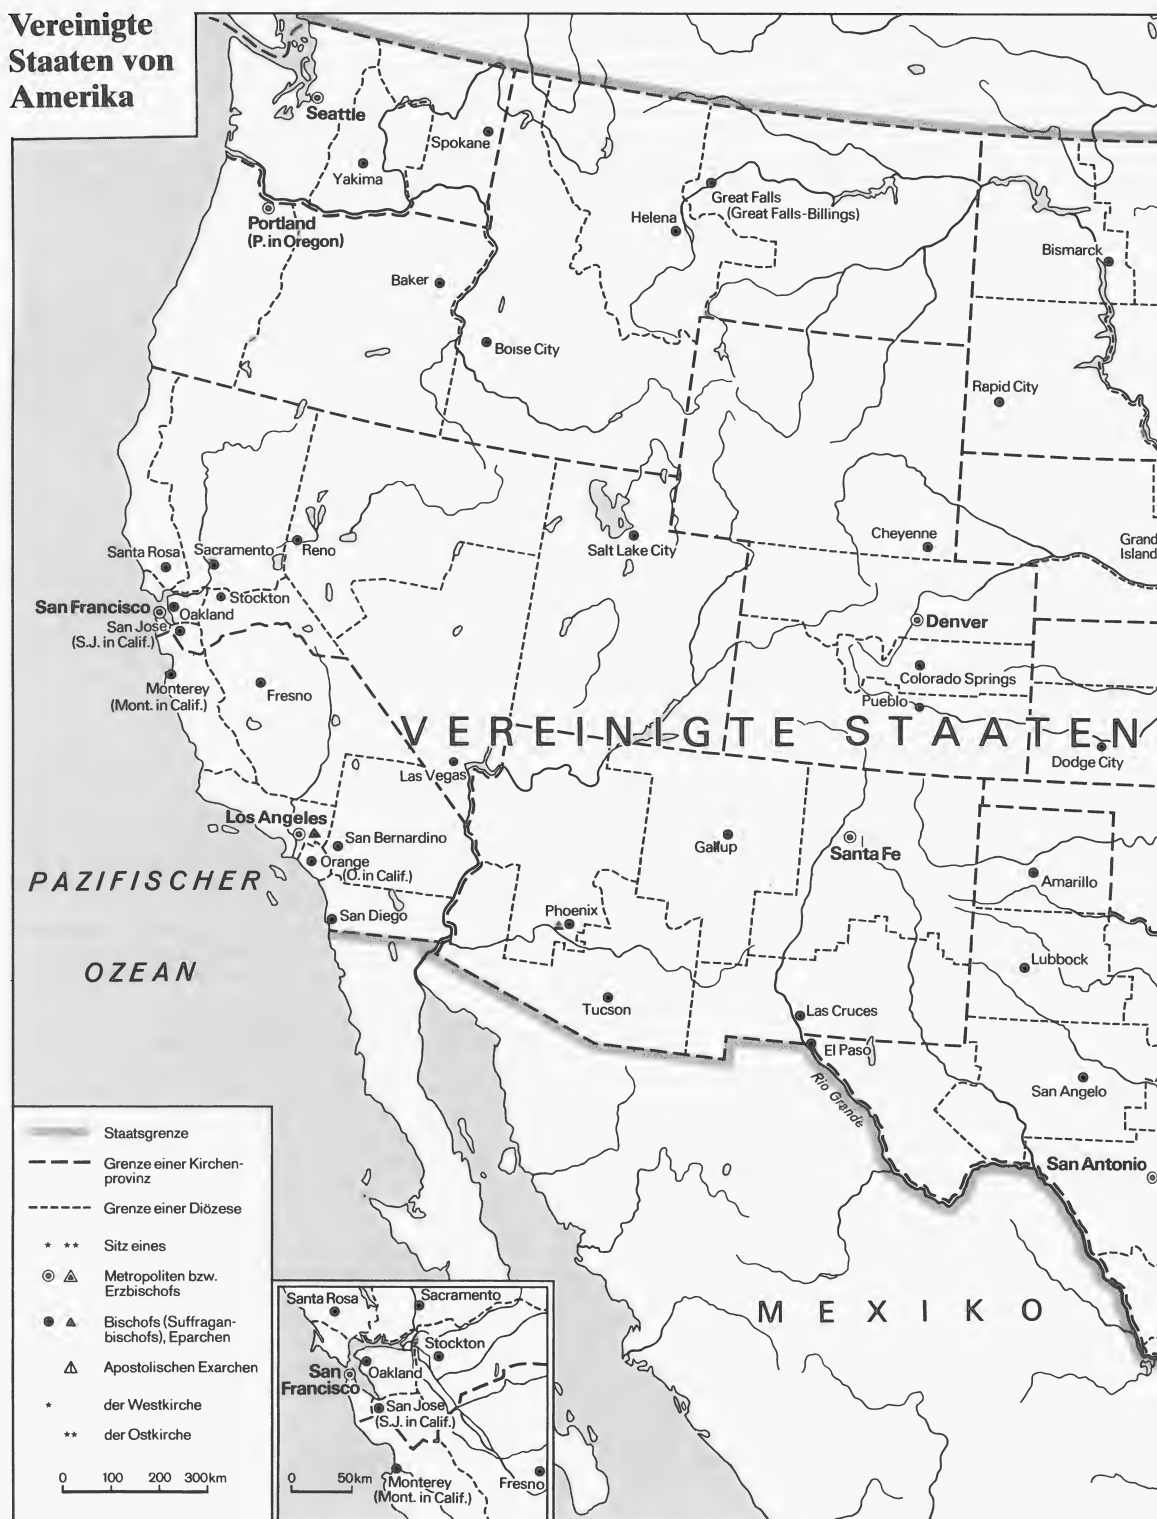 Vereinigte
Staaten von
Amerika
Seattle
Spokane
Yakima
Great Falls
(Great Falls-Billings)
Helena
Portland
(P. in Oregon)
Bismarck
Baker
Boise City
Rapid City
Cheyenne
Grand
Island
Santa Rosa
Sacramento
Reno
Salt Lake City
San Francisco
Stockton
Oakland
San Jose
(S.J. in Calif.)
Denver
Colorado Springs
Monterey
(Mont. in Calif.)
Fresno
Pueblo
VEREINIGTE STAATEN
Las Vegas
Dodge City
Los Angeles
San Bernardino
Orange
(O. in Calif.)
Gallup
Santa Fe
Amarillo
PAZIFISCHER
OZEAN
San Diego
Phoenix
Lubbock
Tucson
Las Cruces
El Paso
Rio Grande
San Angelo
San Antonio
MEXIKO
Staatsgrenze
Grenze einer Kirchen-
provinz
Grenze einer Diözese
* ** Sitz eines
Metropoliten bzw.
Erzbischofs
Bischofs (Suffragan-
bischofs), Eparchen
Apostolischen Exarchen
* der Westkirche
** der Ostkirche
0 100 200 300km
Santa Rosa
Sacramento
Stockton
Oakland
San
Francisco
San Jose
(S.J. in Calif.)
Monterey
(Mont. in Calif.)
Fresno
0 50km